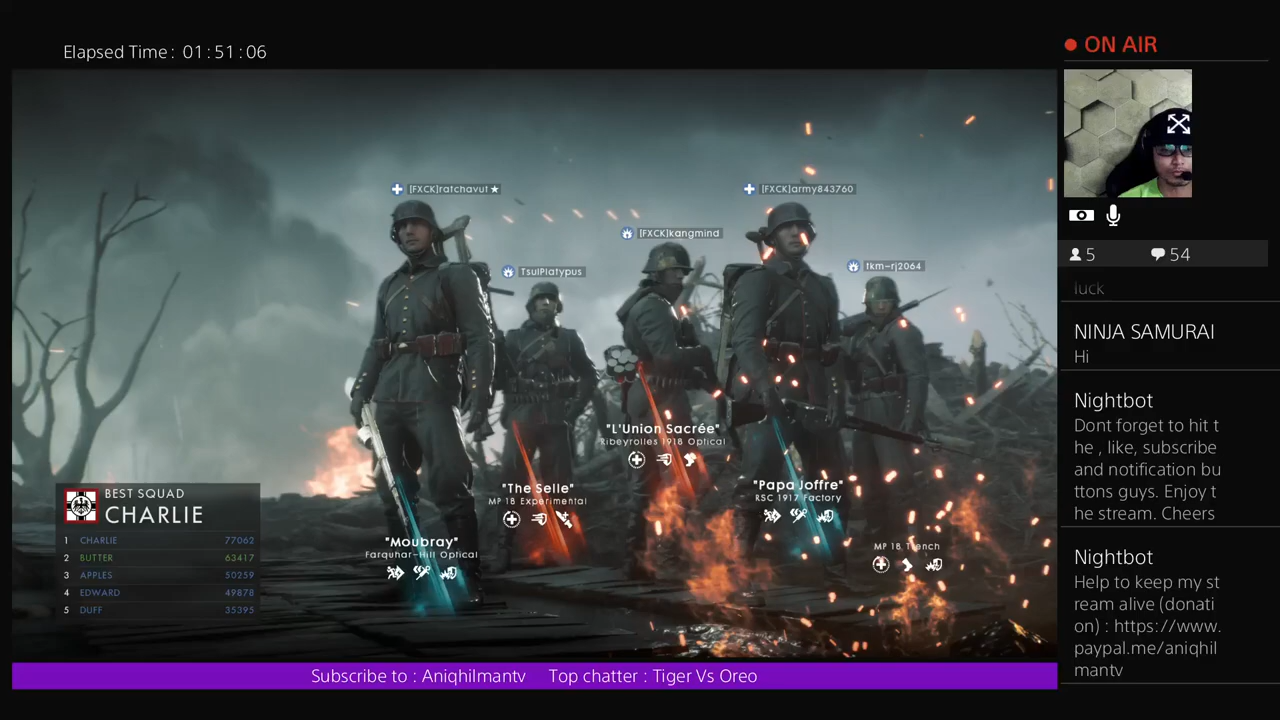 Elapsed Time: 01:51:06
ON AIR
[FXCK]ratchavut ★
[FXCK]army843760
[FXCK]kangmind
TsuiPlatypus
tkm-rj2064
5
54
luck
NINJA SAMURAI
Hi
Nightbot
Dont forget to hit t
he , like, subscribe
and notification bu
ttons guys. Enjoy t
he stream. Cheers
Nightbot
Help to keep my st
ream alive (donati
on) : https://www.
paypal.me/aniqhil
mantv
"L'Union Sacrée"
Ribeyrolles 1918 Optical
"The Selle"
MP 18 Experimental
"Papa Joffre"
RSC 1917 Factory
"Moubray"
Farquhar-Hill Optical
MP 18 Trench
BEST SQUAD
CHARLIE
1 CHARLIE 77062
2 BUTTER 63417
3 APPLES 50259
4 EDWARD 49878
5 DUFF 35395
Subscribe to : Aniqhilmantv Top chatter : Tiger Vs Oreo